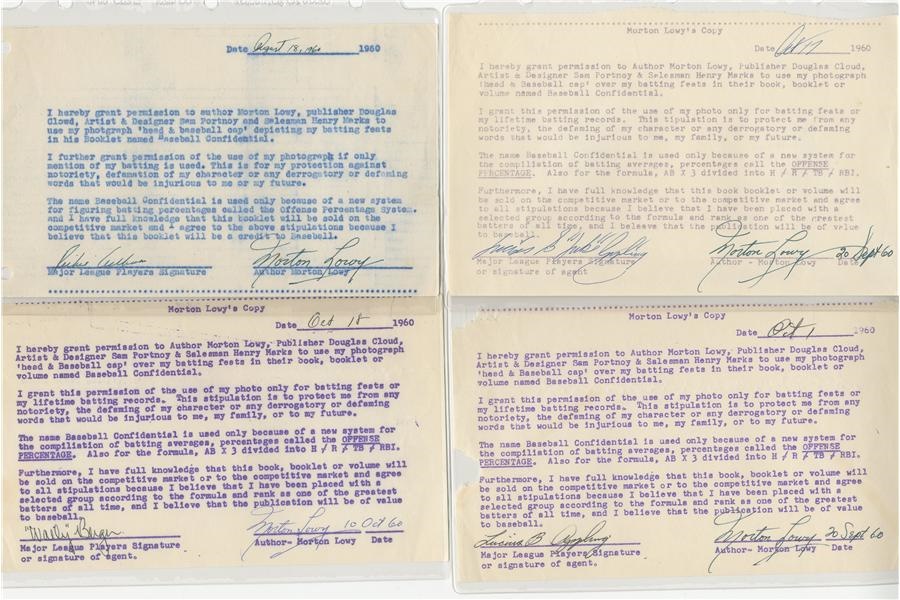 Date August 18, 1960 1960
I hereby grant permission to author Morton Lowy, publisher Douglas
Clowd, Artist & Designer Sam Portnoy and Salesman Henry Marks to
use my photgraph 'head & baseball cap' depicting my batting feats
in his Booklet named "aseball Confidential.
I further grant permission of the use of my photograph if only
mention of my batting is used. This is for my protection against
notoriety, defamation of my character or any derrogatory or defaming
words that would be injurious to me or my future.
The name Baseball Confidential is used only because of a new system
for figuring batting percentages called the Offense Percentage System.
and I have full knowledge that this booklet will be sold on the
competitive market and I agree to the above stipulations because I
believe that this booklet will be a credit to Baseball.
Morton Lowy
Major League Players Signature Author Morton Lowy
Morton Lowy's Copy
Date Oct 17 1960
I hereby grant permission to Author Morton Lowy, Publisher Douglas Cloud,
Artist & Designer Sam Portnoy & Salesman Henry Marks to use my photograph
'head & Baseball cap' over my batting feats in their book, booklet or
volume named Baseball Confidential.
I grant this permission of the use of my photo only for batting feats or
my lifetime batting records. This tipulation is to protect me from any
notoriety, the defaming of my character or any derrogatory or defaming
words that would be injurious to me, my family, or my future.
The name Baseball Confidential is used only because of a new system for
the compiliation of batting averages, percentages call the OFFENSE
PERCENTAGE. Also for the formula, AB X 3 divided into H / R / TB / RBI.
Furthermore, I have full knowledge that this book booklet or volume will
be sold on the competitive market or to the competitive market and agree
to all stipulations because I believe that I have been placed with a
selected group according to the formula and rank as one of the greatest
batters of all time, and I beleave that the publication will be of value
to baseball.
Lucius B. "Luke" Appling Morton Lowy 20 Sept 60
Major League Players Signature Author - Morton Lowy Date
or signature of agent
Morton Lowy's Copy
Date Oct 18 1960
I hereby grant permission to Author Morton Lowy, Publisher Douglas Cloud,
Artist & Designer Sam Portnoy & Salesman Henry Marks to use my photograph
'head & Baseball cap' over my batting feats in their book, booklet or
volume named Baseball Confidential.
I grant this permission of the use of my photo only for batting feats or
my lifetime batting records. This stipulation is to protect me from any
notoriety, the defaming of my character or any derrogatory or defaming
words that would be injurious to me, my family, or to my future.
The name Baseball Confidential is used only because of a new system for
the compiliation of batting averages, percentages called the OFFENSE
PERCENTAGE. Also for the formula, AB X 3 divided into H / R / TB / RBI.
Furthermore, I have full knowledge that this book, booklet or volume will
be sold on the competitive market or to the competitive market and agree
to all stipulations because I believe that I have been placed with a
selected group according to the formula and rank as one of the greatest
batters of all time, and I believe that the publication will be of value
to baseball.
"Wally" Berger Morton Lowy 10 Oct 60
Major League Players Signature Author- Morton Lowy Date
or signature of agent.
Morton Lowy's Copy
Date Oct 1 1960
I hereby grant permission to Author Morton Lowy, Publisher Douglas Cloud,
Artist & Designer Sam Portnoy & Salesman Henry Marks to use my photograph
'head & Baseball cap' over my batting feats in their book, booklet or
volume named Baseball Confidential.
I grant this permission of the use of my photo only for batting feats or
my lifetime batting records. This stipulation is to protect me from any
notoriety, the defaming of my character or any derrogatory or defaming
words that would be injurious to me, my family, or to my future.
The name Baseball Confidential is used only because of a new system for
the compiliation of batting averages, percentages called the OFFENSE
PERCENTAGE. Also for the formula, AB X 3 divided into H / R / TB / RBI.
Furthermore, I have full knowledge that this book, booklet or volume will
be sold on the competitive market or to the competitive market and agree
to all stipulations because I believe that I have been placed with a
selected group according to the formula and rank as one of the greatest
batters of all time, and I believe that the publication will be of value
to baseball.
Lucius B. Appling Morton Lowy 20 Sept 60
Major League Players Signature Author- Morton Lowy Date
or signature of agent.